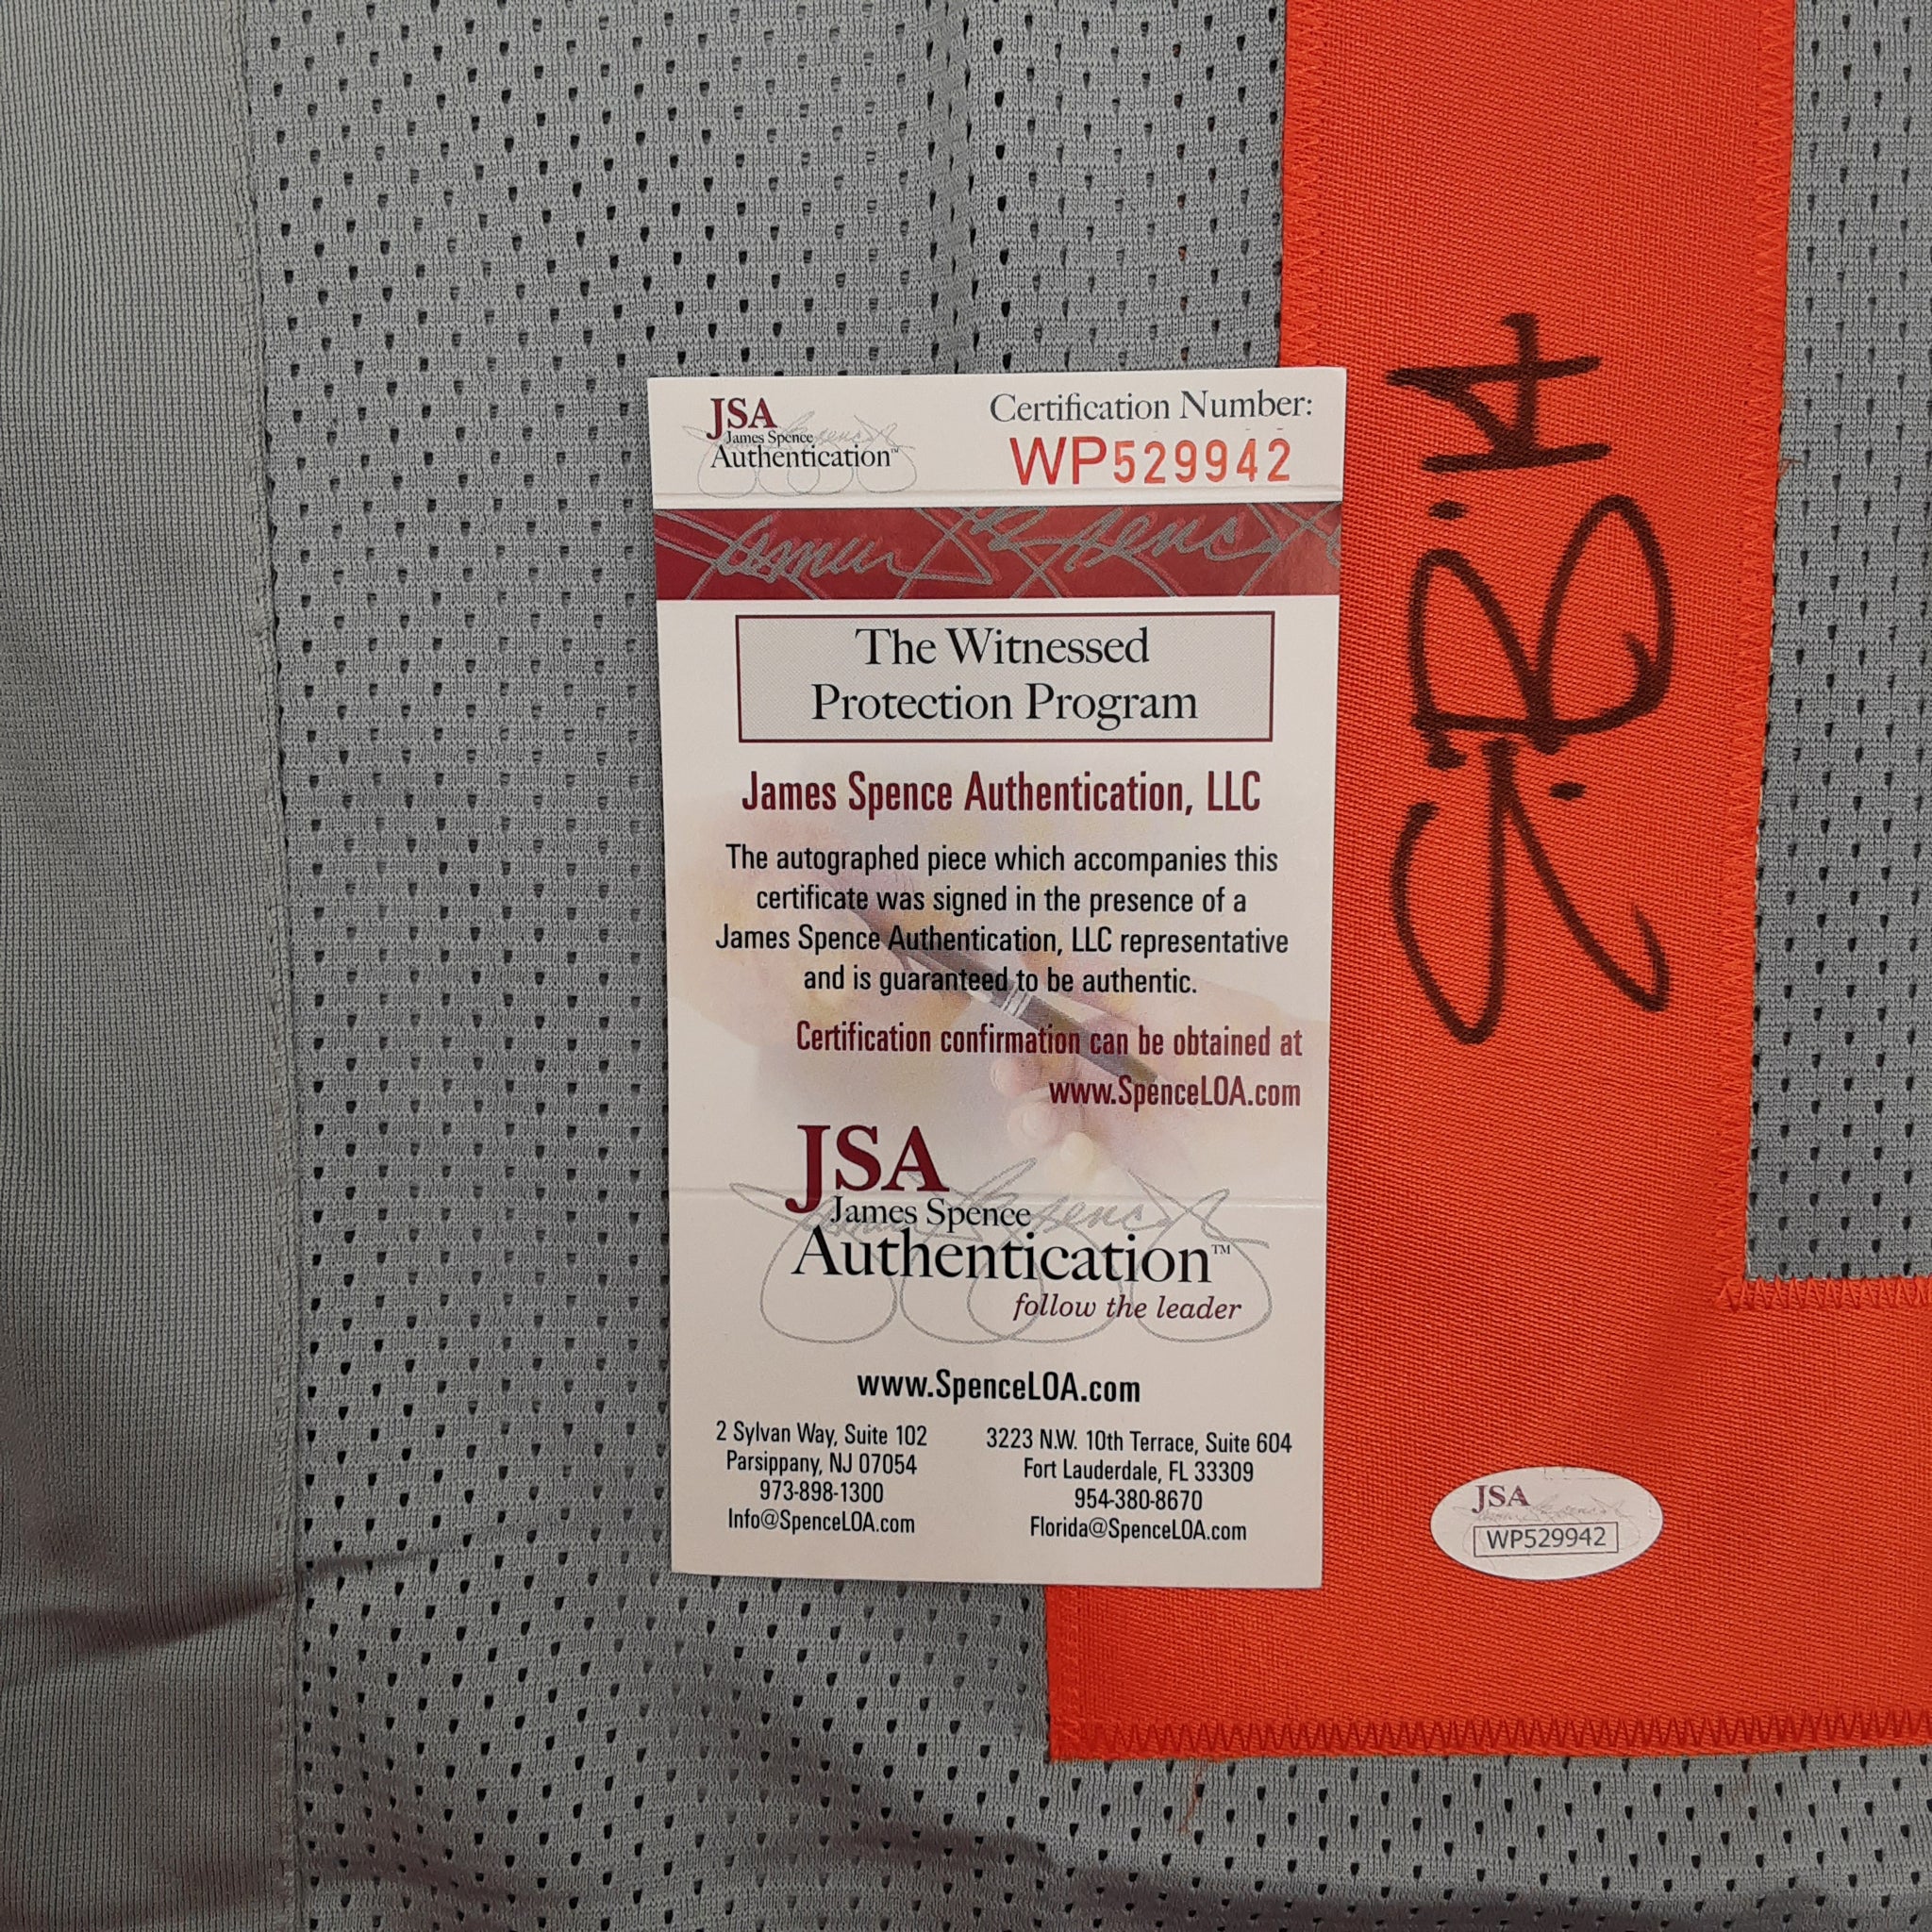 JSA
James Spence
Authentication™
Certification Number:
WP529942
The Witnessed
Protection Program
James Spence Authentication, LLC
The autographed piece which accompanies this
certificate was signed in the presence of a
James Spence Authentication, LLC representative
and is guaranteed to be authentic.
Certification confirmation can be obtained at
www.SpenceLOA.com
JSA
James Spence
Authentication™
follow the leader
www.SpenceLOA.com
2 Sylvan Way, Suite 102
Parsippany, NJ 07054
973-898-1300
Info@SpenceLOA.com
3223 N.W. 10th Terrace, Suite 604
Fort Lauderdale, FL 33309
954-380-8670
Florida@SpenceLOA.com
JSA
WP529942